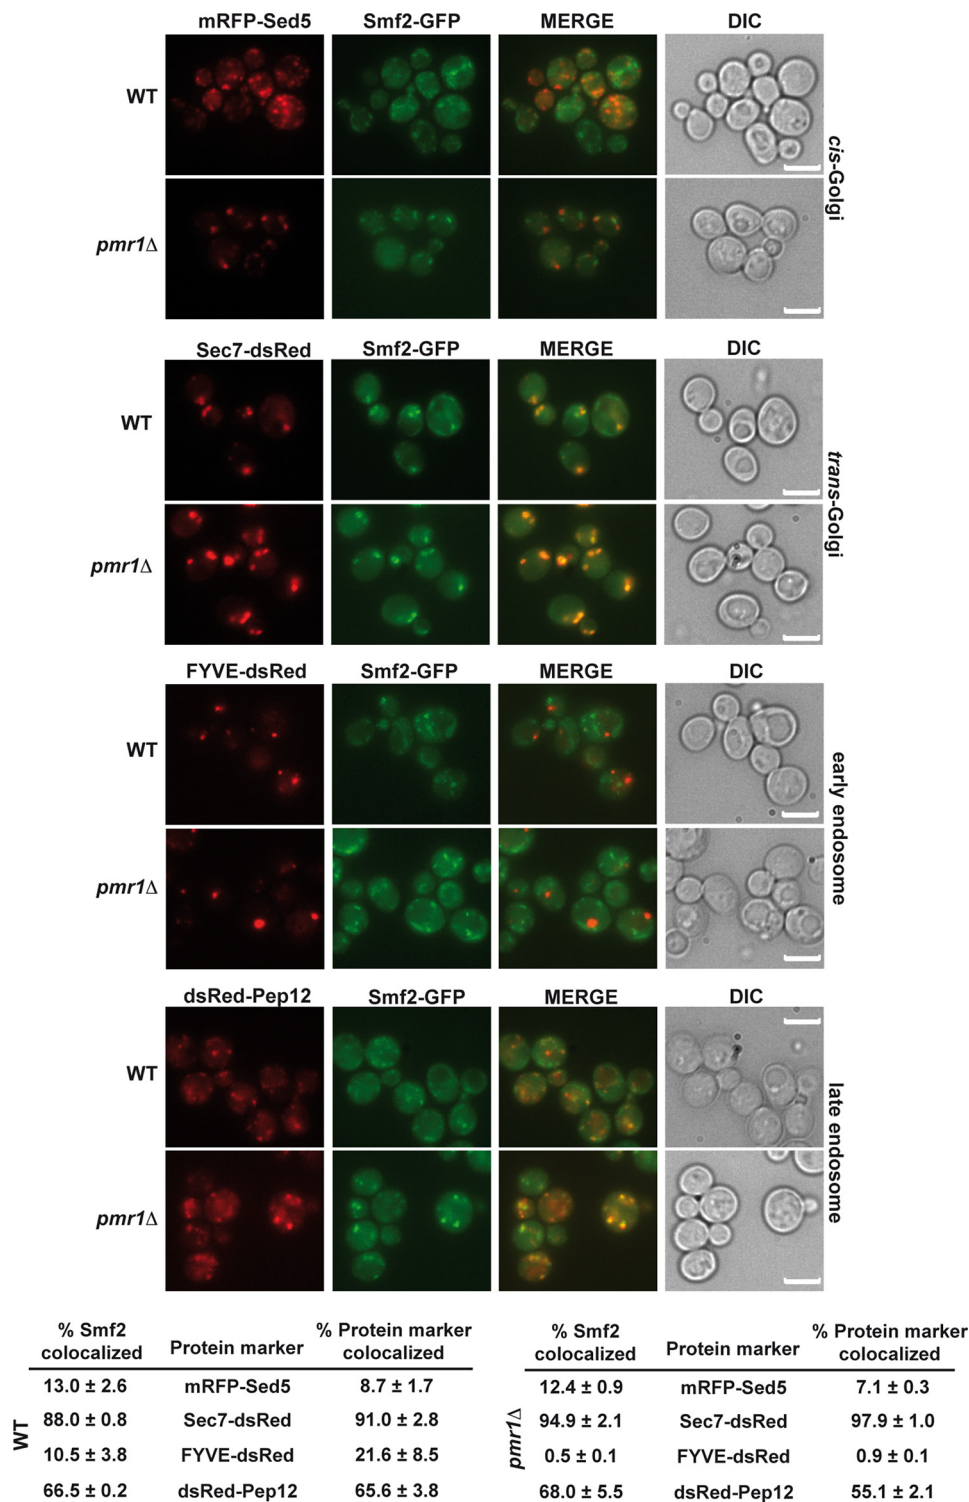 mRFP-Sed5 Smf2-GFP MERGE DIC
WT
pmr1Δ
cis-Golgi
Sec7-dsRed Smf2-GFP MERGE DIC
WT
pmr1Δ
trans-Golgi
FYVE-dsRed Smf2-GFP MERGE DIC
WT
pmr1Δ
early endosome
dsRed-Pep12 Smf2-GFP MERGE DIC
WT
pmr1Δ
late endosome
WT
% Smf2 colocalized Protein marker % Protein marker colocalized
13.0 ± 2.6 mRFP-Sed5 8.7 ± 1.7
88.0 ± 0.8 Sec7-dsRed 91.0 ± 2.8
10.5 ± 3.8 FYVE-dsRed 21.6 ± 8.5
66.5 ± 0.2 dsRed-Pep12 65.6 ± 3.8
pmr1Δ
% Smf2 colocalized Protein marker % Protein marker colocalized
12.4 ± 0.9 mRFP-Sed5 7.1 ± 0.3
94.9 ± 2.1 Sec7-dsRed 97.9 ± 1.0
0.5 ± 0.1 FYVE-dsRed 0.9 ± 0.1
68.0 ± 5.5 dsRed-Pep12 55.1 ± 2.1